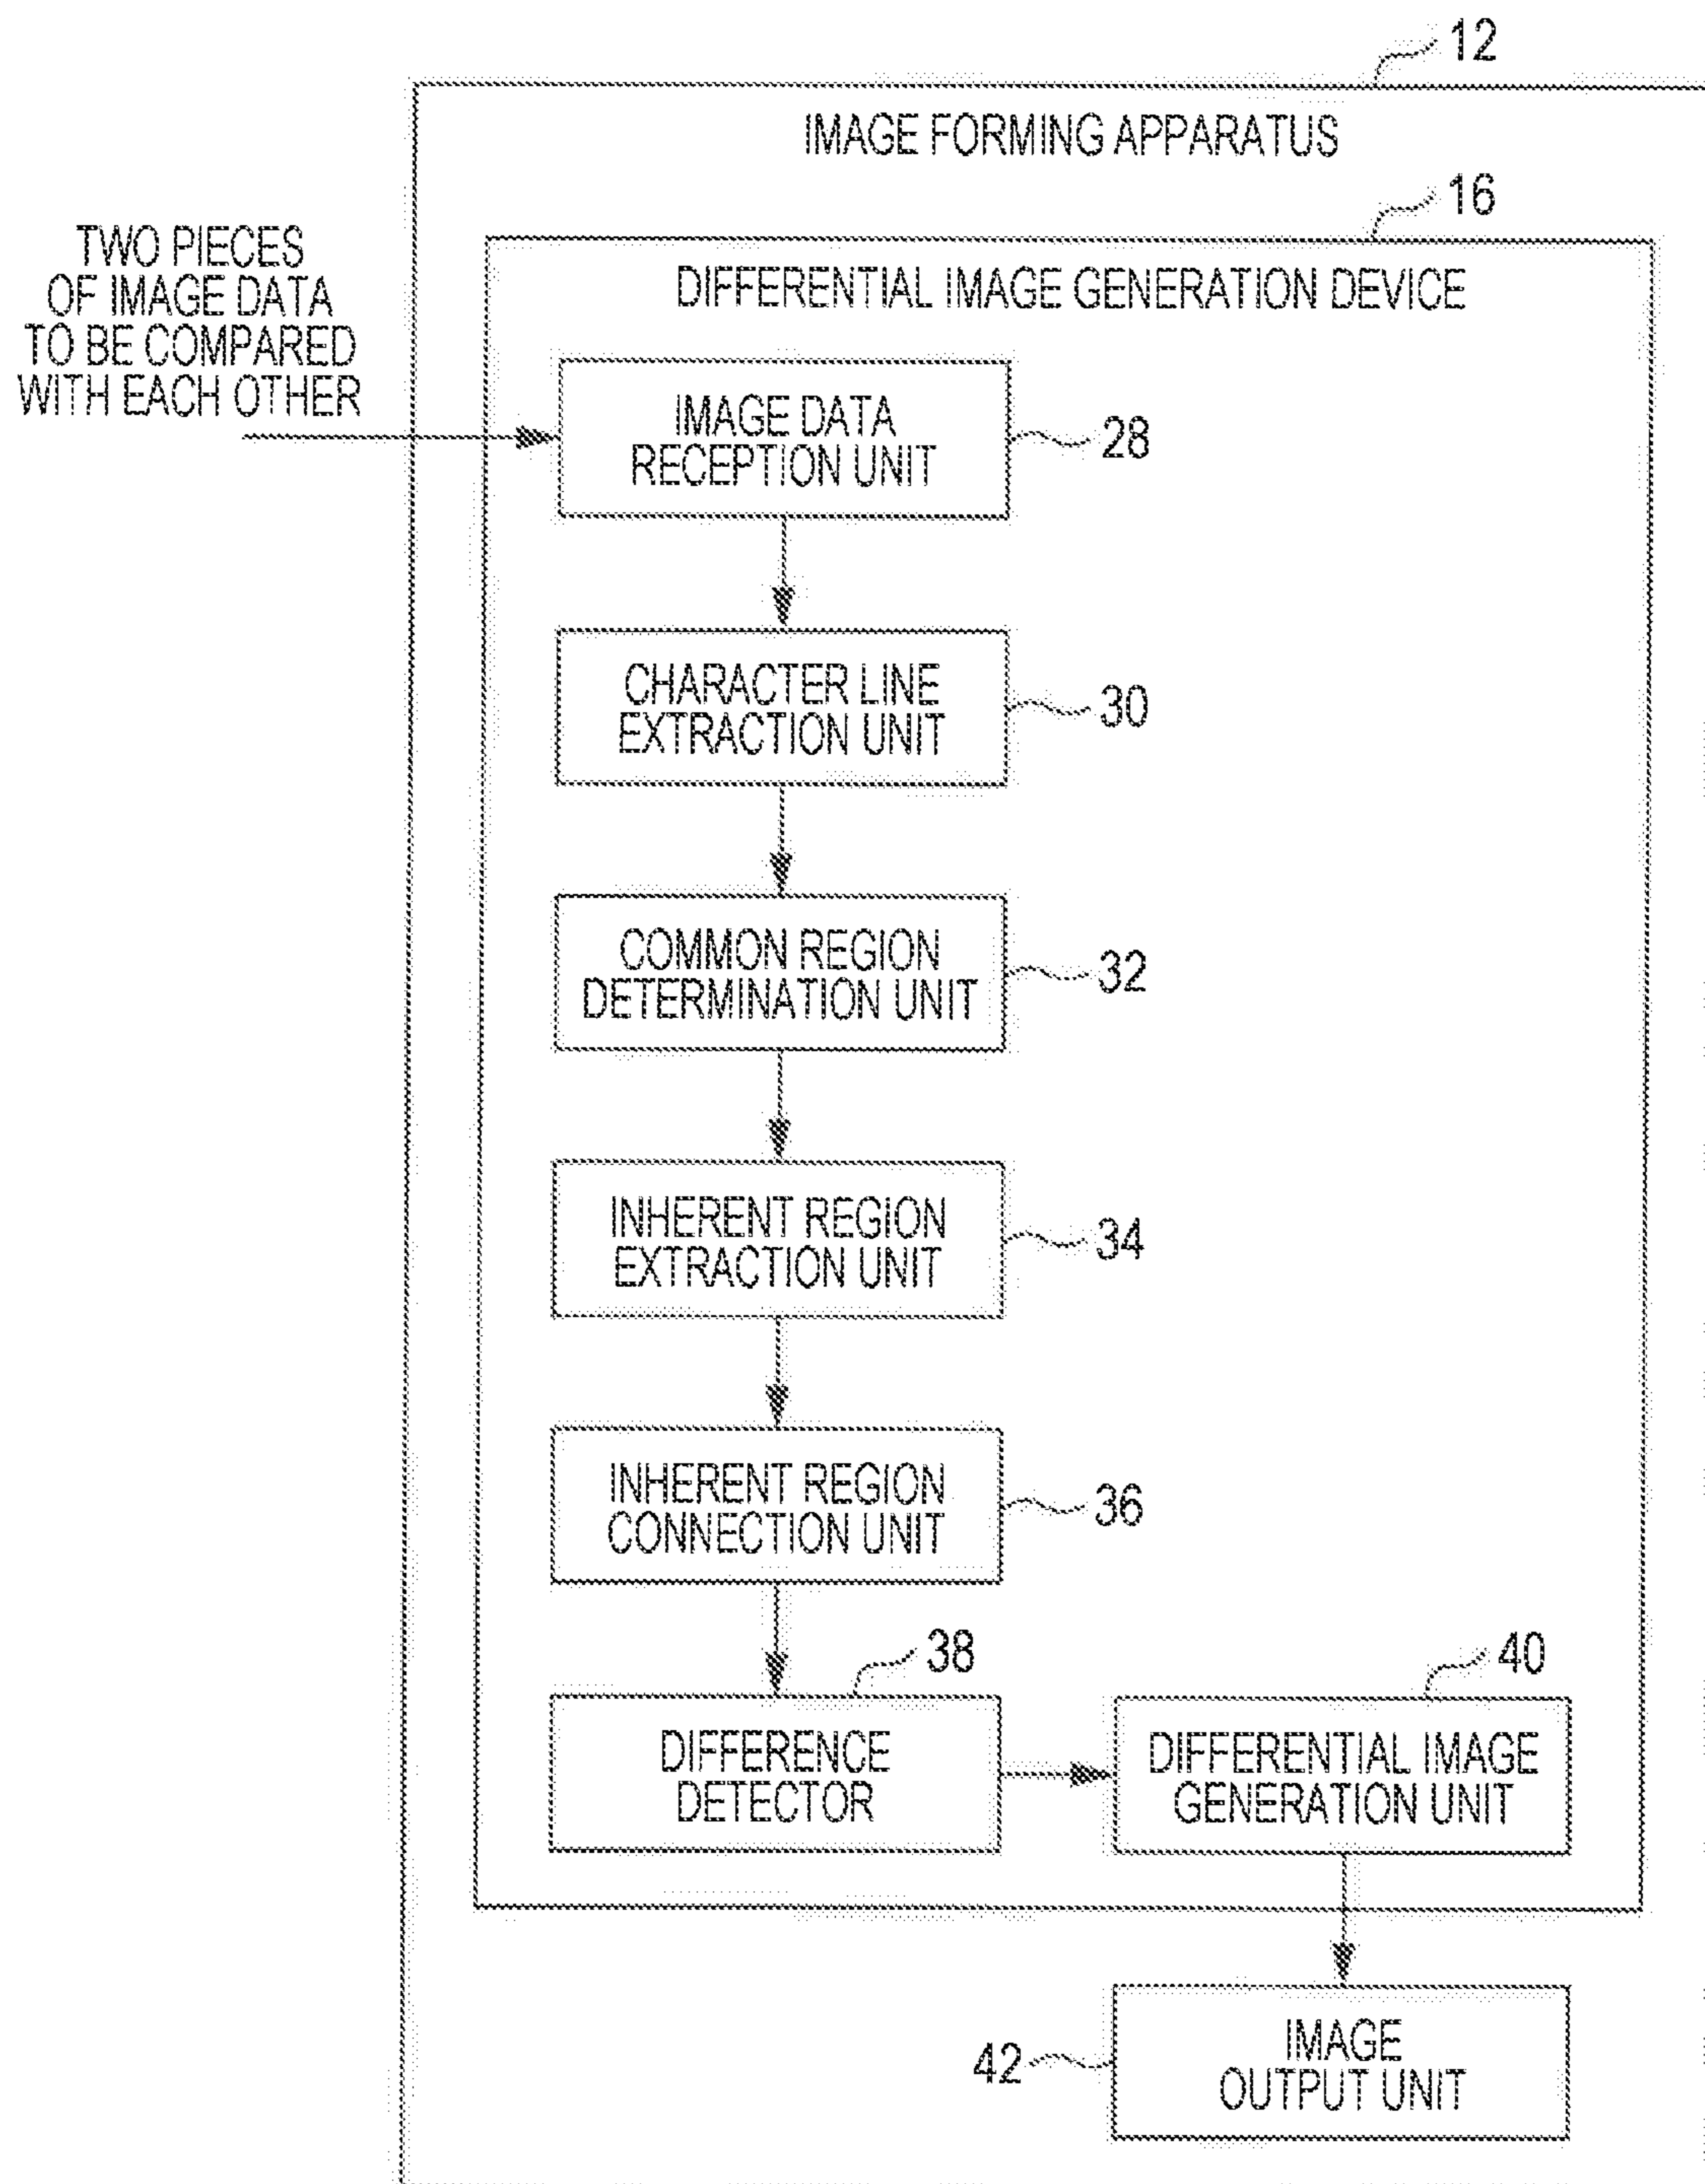 12
IMAGE FORMING APPARATUS
16
TWO PIECES
OF IMAGE DATA
TO BE COMPARED
WITH EACH OTHER
DIFFERENTIAL IMAGE GENERATION DEVICE
IMAGE DATA
RECEPTION UNIT
28
CHARACTER LINE
EXTRACTION UNIT
30
COMMON REGION
DETERMINATION UNIT
32
INHERENT REGION
EXTRACTION UNIT
34
INHERENT REGION
CONNECTION UNIT
36
38
DIFFERENCE
DETECTOR
40
DIFFERENTIAL IMAGE
GENERATION UNIT
42
IMAGE
OUTPUT UNIT